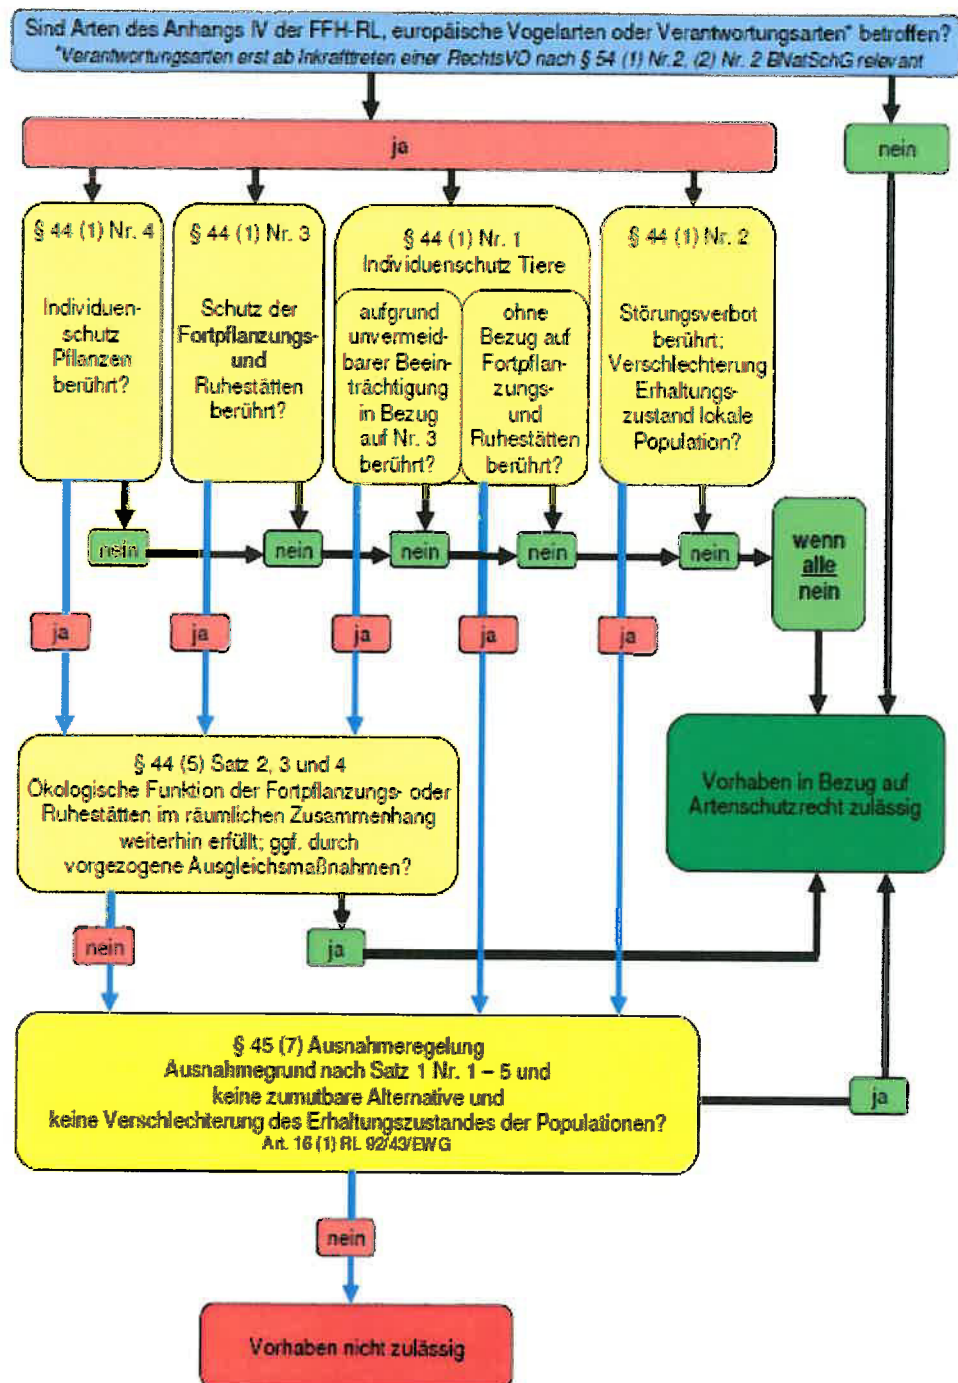 Sind Arten des Anhangs IV der FFH-RL, europäische Vogelarten oder Verantwortungsarten* betroffen?
*Verantwortungsarten erst ab Inkrafttreten einer RechtsVO nach § 54 (1) Nr.2, (2) Nr. 2 BNatSchG relevant
ja
nein
§ 44 (1) Nr. 4
Individuen-
schutz
Pflanzen
berührt?
§ 44 (1) Nr. 3
Schutz der
Fortpflanzungs-
und
Ruhestätten
berührt?
§ 44 (1) Nr. 1
Individuenschutz Tiere
aufgrund
unvermeid-
barer Beein-
trächtigung
in Bezug
auf Nr. 3
berührt?
ohne
Bezug auf
Fortpflan-
zungs-
und
Ruhestätten
berührt?
§ 44 (1) Nr. 2
Störungsverbot
berührt;
Verschlechterung
Erhaltungs-
zustand lokale
Population?
nein
nein
nein
nein
nein
wenn
alle
nein
ja
ja
ja
ja
ja
§ 44 (5) Satz 2, 3 und 4
Ökologische Funktion der Fortpflanzungs- oder
Ruhestätten im räumlichen Zusammenhang
weiterhin erfüllt; ggf. durch
vorgezogene Ausgleichsmaßnahmen?
Vorhaben in Bezug auf
Artenschutzrecht zulässig
nein
ja
§ 45 (7) Ausnahmeregelung
Ausnahmegrund nach Satz 1 Nr. 1 – 5 und
keine zumutbare Alternative und
keine Verschlechterung des Erhaltungszustandes der Populationen?
Art. 16 (1) RL 92/43/EWG
ja
nein
Vorhaben nicht zulässig